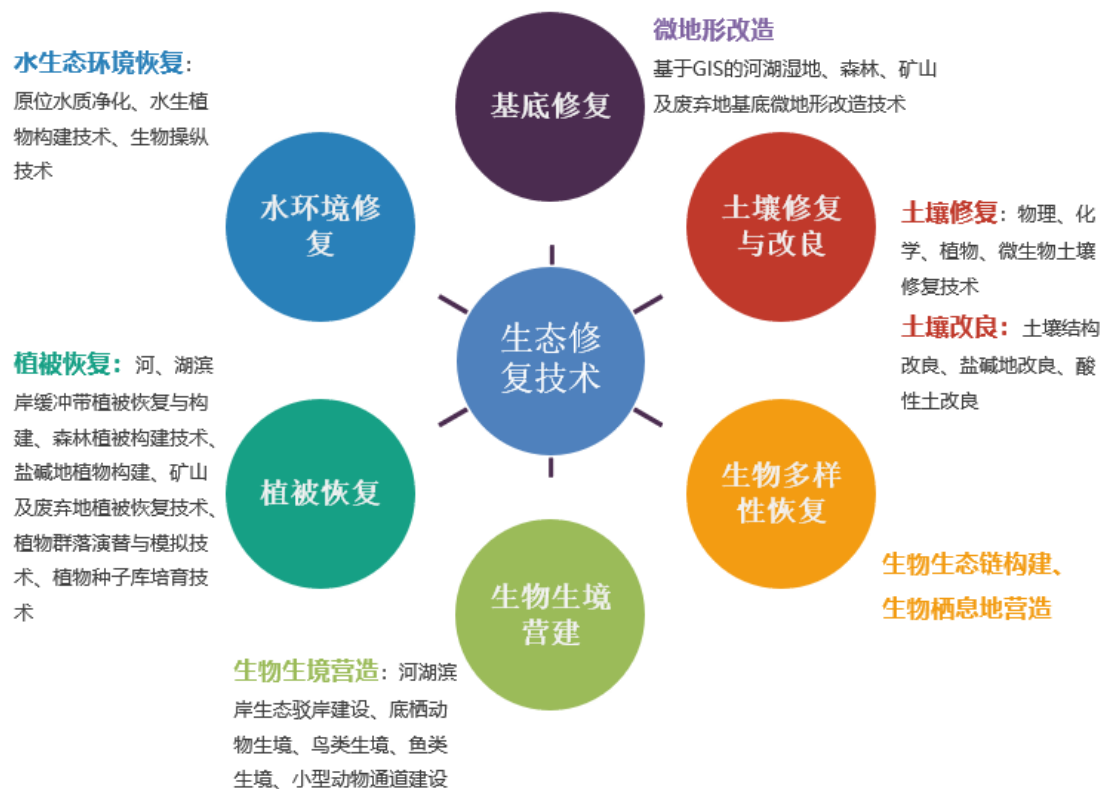 微地形改造
基于GIS的河湖湿地、森林、矿山
及废弃地基底微地形改造技术
基底修复
水生态环境恢复：
原位水质净化、水生植
物构建技术、生物操纵
技术
水环境修
复
土壤修复
与改良
土壤修复：物理、化
学、植物、微生物土壤
修复技术
土壤改良：土壤结构
改良、盐碱地改良、酸
性土改良
生态修
复技术
植被恢复：河、湖滨
岸缓冲带植被恢复与构
建、森林植被构建技术、
盐碱地植物构建、矿山
及废弃地植被恢复技术、
植物群落演替与模拟技
术、植物种子库培育技
术
植被恢复
生物多样
性恢复
生物生态链构建、
生物栖息地营造
生物生境
营建
生物生境营造：河湖滨
岸生态驳岸建设、底栖动
物生境、鸟类生境、鱼类
生境、小型动物通道建设